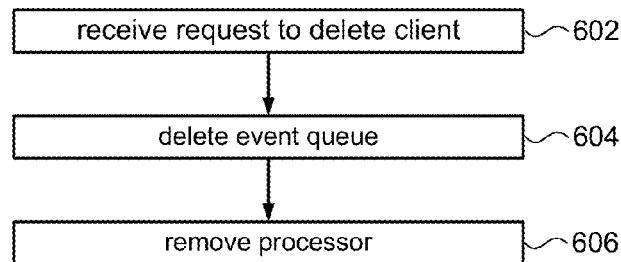 receive request to delete client 602
delete event queue 604
remove processor 606